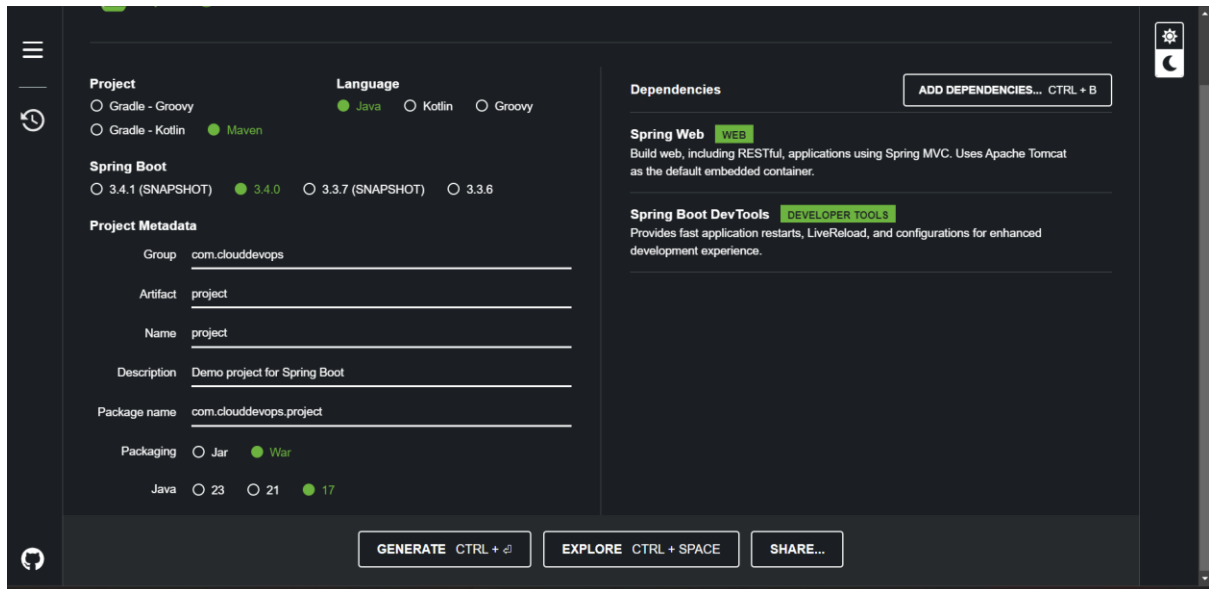 Project
Gradle - Groovy
Gradle - Kotlin Maven
Language
Java Kotlin Groovy
Spring Boot
3.4.1 (SNAPSHOT) 3.4.0 3.3.7 (SNAPSHOT) 3.3.6
Project Metadata
Group com.clouddevops
Artifact project
Name project
Description Demo project for Spring Boot
Package name com.clouddevops.project
Packaging Jar War
Java 23 21 17
Dependencies ADD DEPENDENCIES... CTRL + B
Spring Web WEB
Build web, including RESTful, applications using Spring MVC. Uses Apache Tomcat
as the default embedded container.
Spring Boot DevTools DEVELOPER TOOLS
Provides fast application restarts, LiveReload, and configurations for enhanced
development experience.
GENERATE CTRL + ⏎ EXPLORE CTRL + SPACE SHARE...